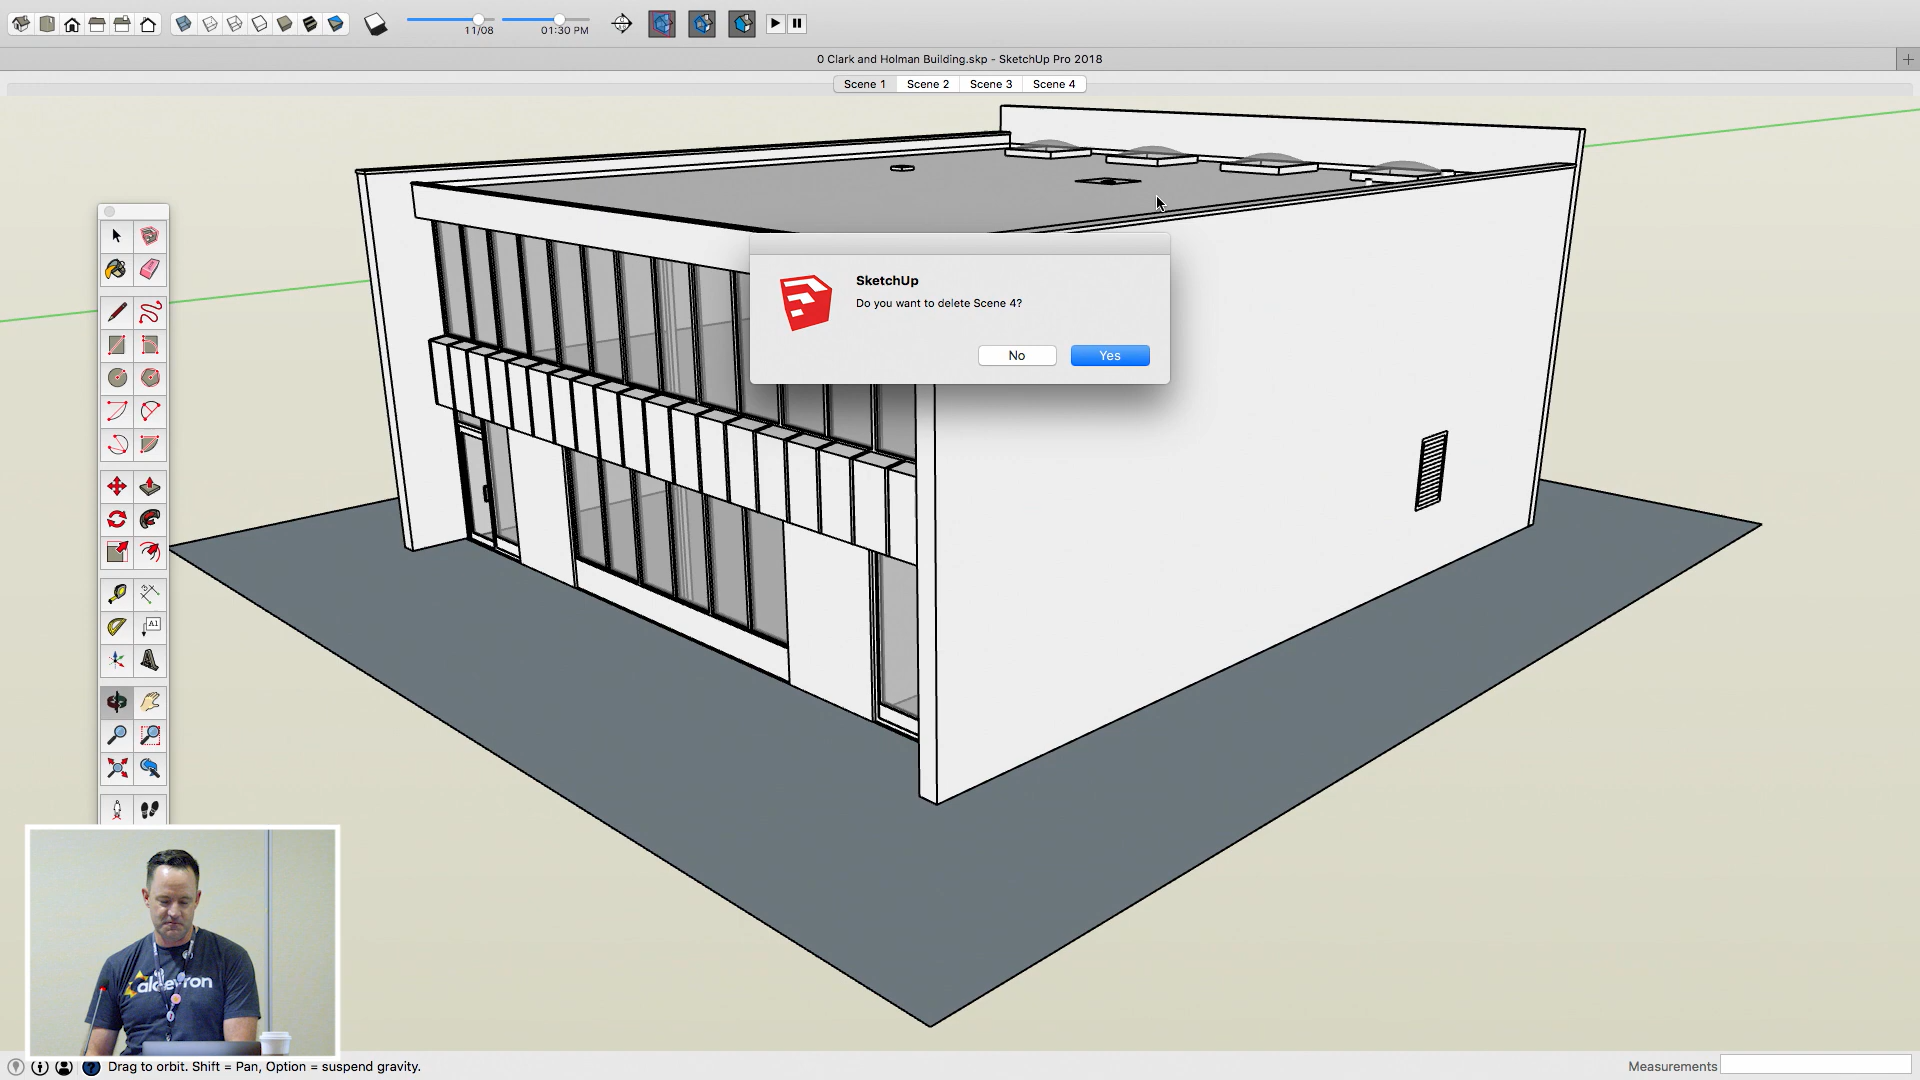 11/08
01:30 PM
0 Clark and Holman Building.skp - SketchUp Pro 2018
Scene 1
Scene 2
Scene 3
Scene 4
SketchUp
Do you want to delete Scene 4?
No
Yes
A1
aldevron
Drag to orbit. Shift = Pan, Option = suspend gravity.
Measurements